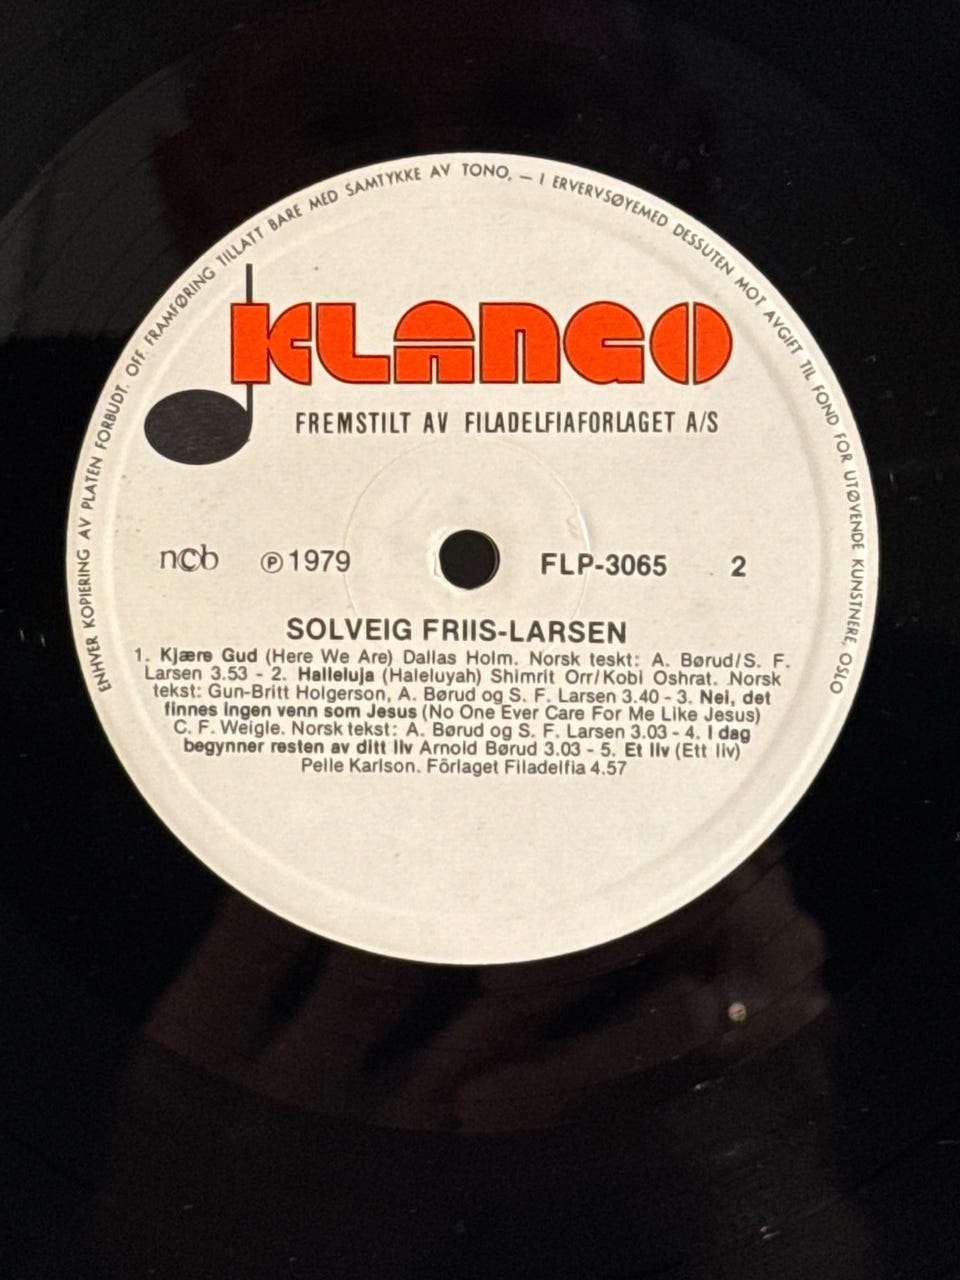 ENHVER KOPIERING AV PLATEN FORBUDT. OFF. FRAMFØRING TILLATT BARE MED SAMTYKKE AV TONO, — I ERVERVSØYEMED DESSUTEN MOT AVGIFT TIL FOND FOR UTØVENDE KUNSTNERE, OSLO
KLANGO
FREMSTILT AV FILADELFIAFORLAGET A/S
ncb ℗ 1979 FLP-3065 2
SOLVEIG FRIIS-LARSEN
1. Kjære Gud (Here We Are) Dallas Holm. Norsk teskt: A. Børud/S. F.
Larsen 3.53 - 2. Halleluja (Haleluyah) Shimrit Orr/Kobi Oshrat. Norsk
tekst: Gun-Britt Holgerson, A. Børud og S. F. Larsen 3.40 - 3. Nei, det
finnes ingen venn som Jesus (No One Ever Care For Me Like Jesus)
C. F. Weigle. Norsk tekst: A. Børud og S. F. Larsen 3.03 - 4. I dag
begynner resten av ditt liv Arnold Børud 3.03 - 5. Et liv (Ett liv)
Pelle Karlson. Förlaget Filadelfia 4.57